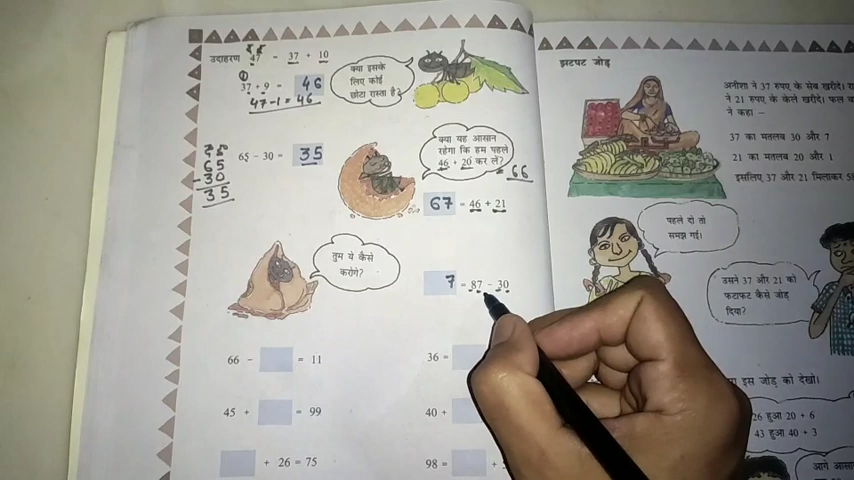 उदाहरण 47 = 37 + 10
37 + 9 = 46
47 - 1 = 46
क्या इसके
लिए कोई
छोटा रास्ता है?
65
- 30
35
65 - 30 = 35
क्या यह आसान
रहेगा कि हम पहले
46 + 20 कर लें?
= 66
67 = 46 + 21
तुम ये कैसे
करोगे?
7 = 87 - 30
66 - = 11
36 =
45 + = 99
40 +
+ 26 = 75
98 = +
झटपट जोड़
अनीशा ने 37 रुपए के सेब खरीदे।
ने 21 रुपए के केले खरीदे। फल
ने कहा –
37 का मतलब 30 और 7
21 का मतलब 20 और 1
इसलिए 37 और 21 मिलाकर
पहले दो तो
समझ गई।
उसने 37 और 21 को
फटाफट कैसे जोड़
दिया?
इस जोड़ को देखो।
26 हुआ 20 + 6
43 हुआ 40 + 3
आगे